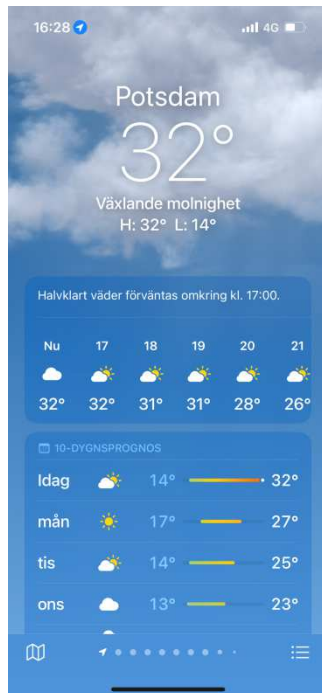 16:28 4G
Potsdam
32°
Växlande molnighet
H: 32° L: 14°
Halvklart väder förväntas omkring kl. 17:00.
Nu 17 18 19 20 21
32° 32° 31° 31° 28° 26°
10-DYGNSPROGNOS
Idag 14° 32°
mån 17° 27°
tis 14° 25°
ons 13° 23°